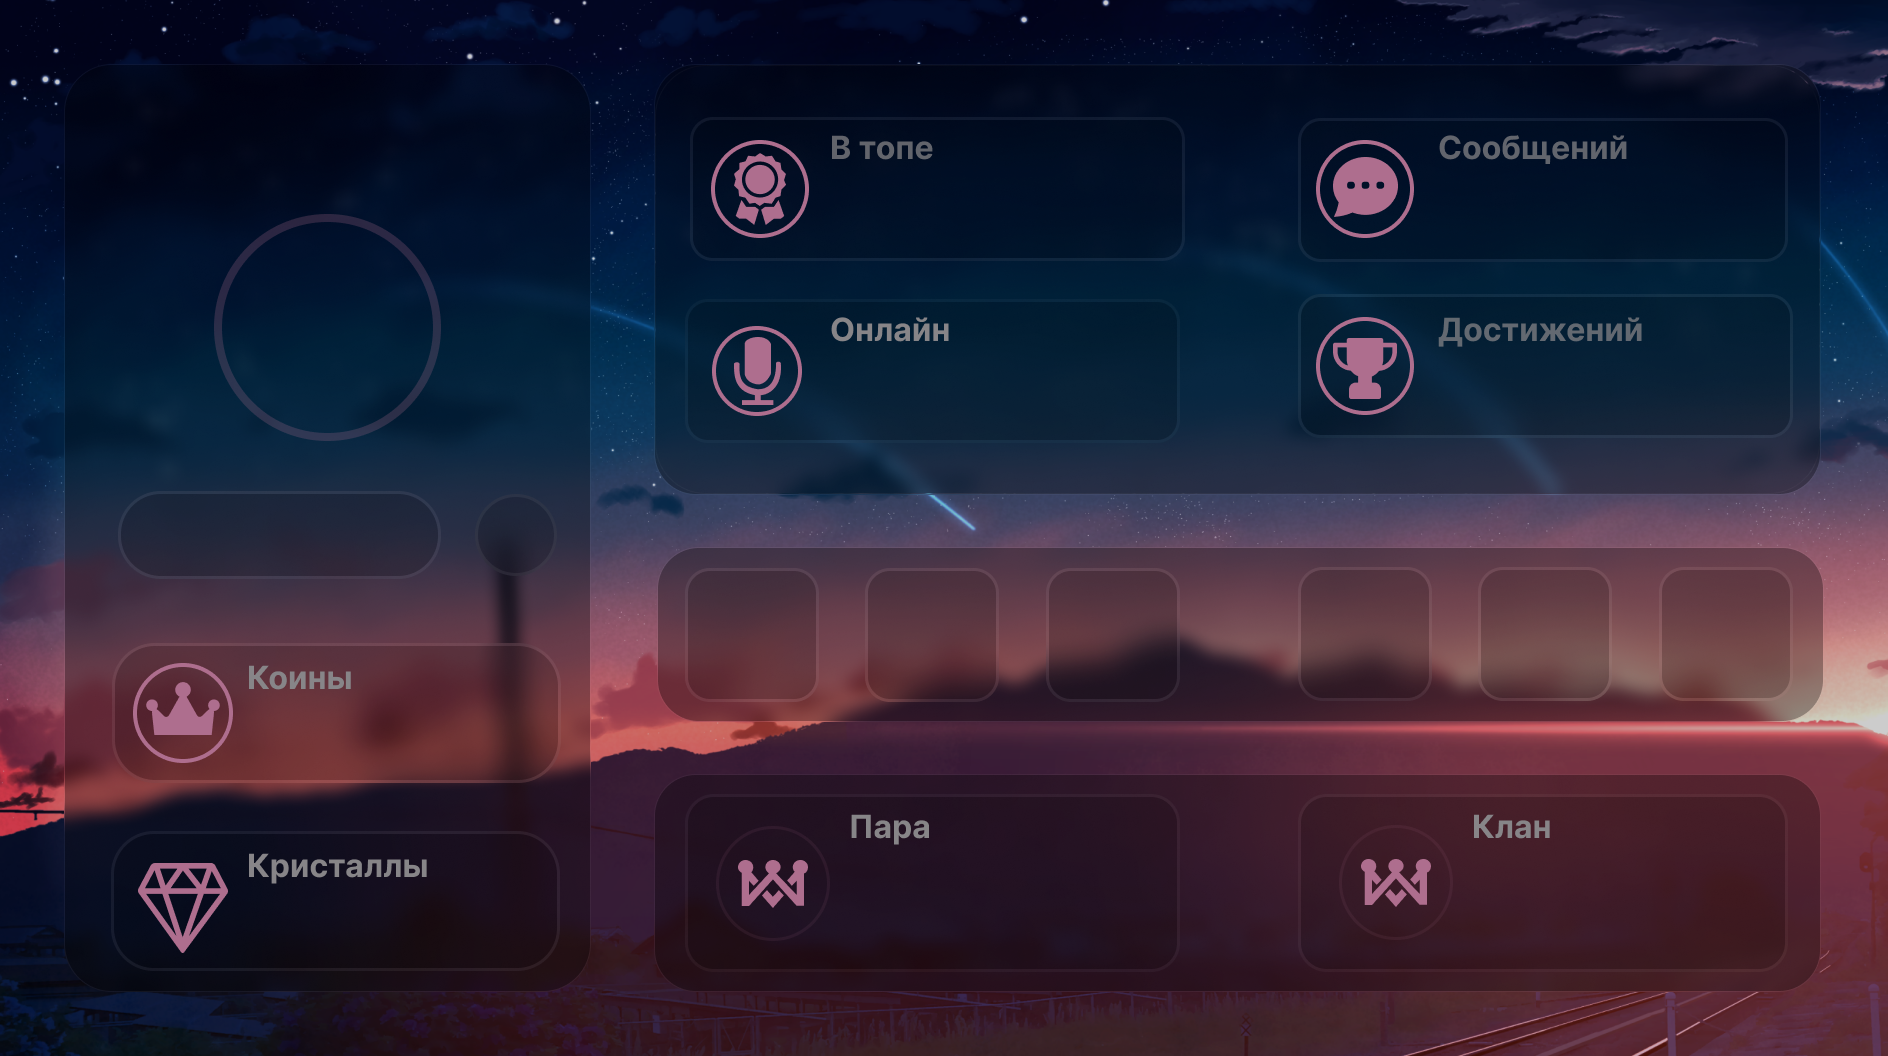 В топе
Сообщений
Онлайн
Достижений
Коины
Кристаллы
Пара
Клан